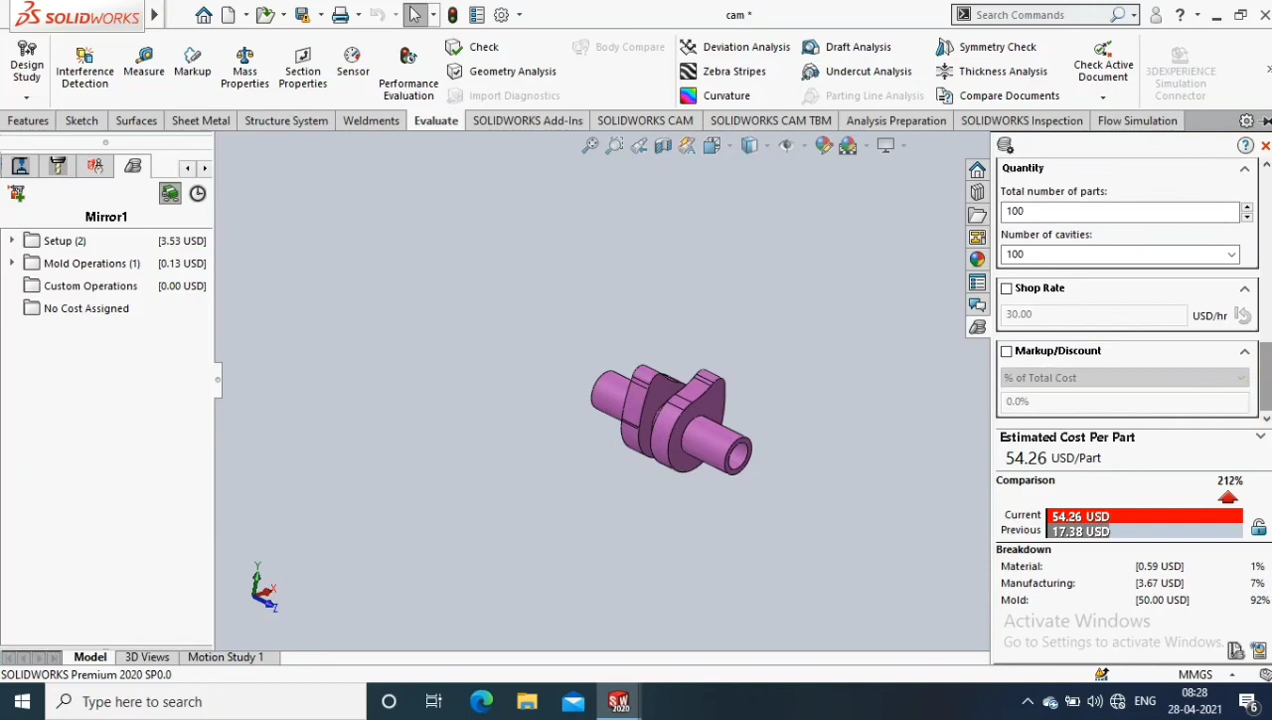 SOLIDWORKS
cam *
Search Commands
Design Study
Interference Detection
Measure
Markup
Mass Properties
Section Properties
Sensor
Performance Evaluation
Check
Geometry Analysis
Import Diagnostics
Body Compare
Deviation Analysis
Zebra Stripes
Curvature
Draft Analysis
Undercut Analysis
Parting Line Analysis
Symmetry Check
Thickness Analysis
Compare Documents
Check Active Document
3DEXPERIENCE Simulation Connector
Features
Sketch
Surfaces
Sheet Metal
Structure System
Weldments
Evaluate
SOLIDWORKS Add-Ins
SOLIDWORKS CAM
SOLIDWORKS CAM TBM
Analysis Preparation
SOLIDWORKS Inspection
Flow Simulation
Mirror1
Setup (2) [3.53 USD]
Mold Operations (1) [0.13 USD]
Custom Operations [0.00 USD]
No Cost Assigned
Y
X
Z
Quantity
Total number of parts:
100
Number of cavities:
100
Shop Rate
30.00 USD/hr
Markup/Discount
% of Total Cost
0.0%
Estimated Cost Per Part
54.26 USD/Part
Comparison 212%
Current 54.26 USD
Previous 17.38 USD
Breakdown
Material: [0.59 USD] 1%
Manufacturing: [3.67 USD] 7%
Mold: [50.00 USD] 92%
Activate Windows
Go to Settings to activate Windows.
Model
3D Views
Motion Study 1
SOLIDWORKS Premium 2020 SP0.0
MMGS
Type here to search
SW
2020
ENG
08:28
28-04-2021
6